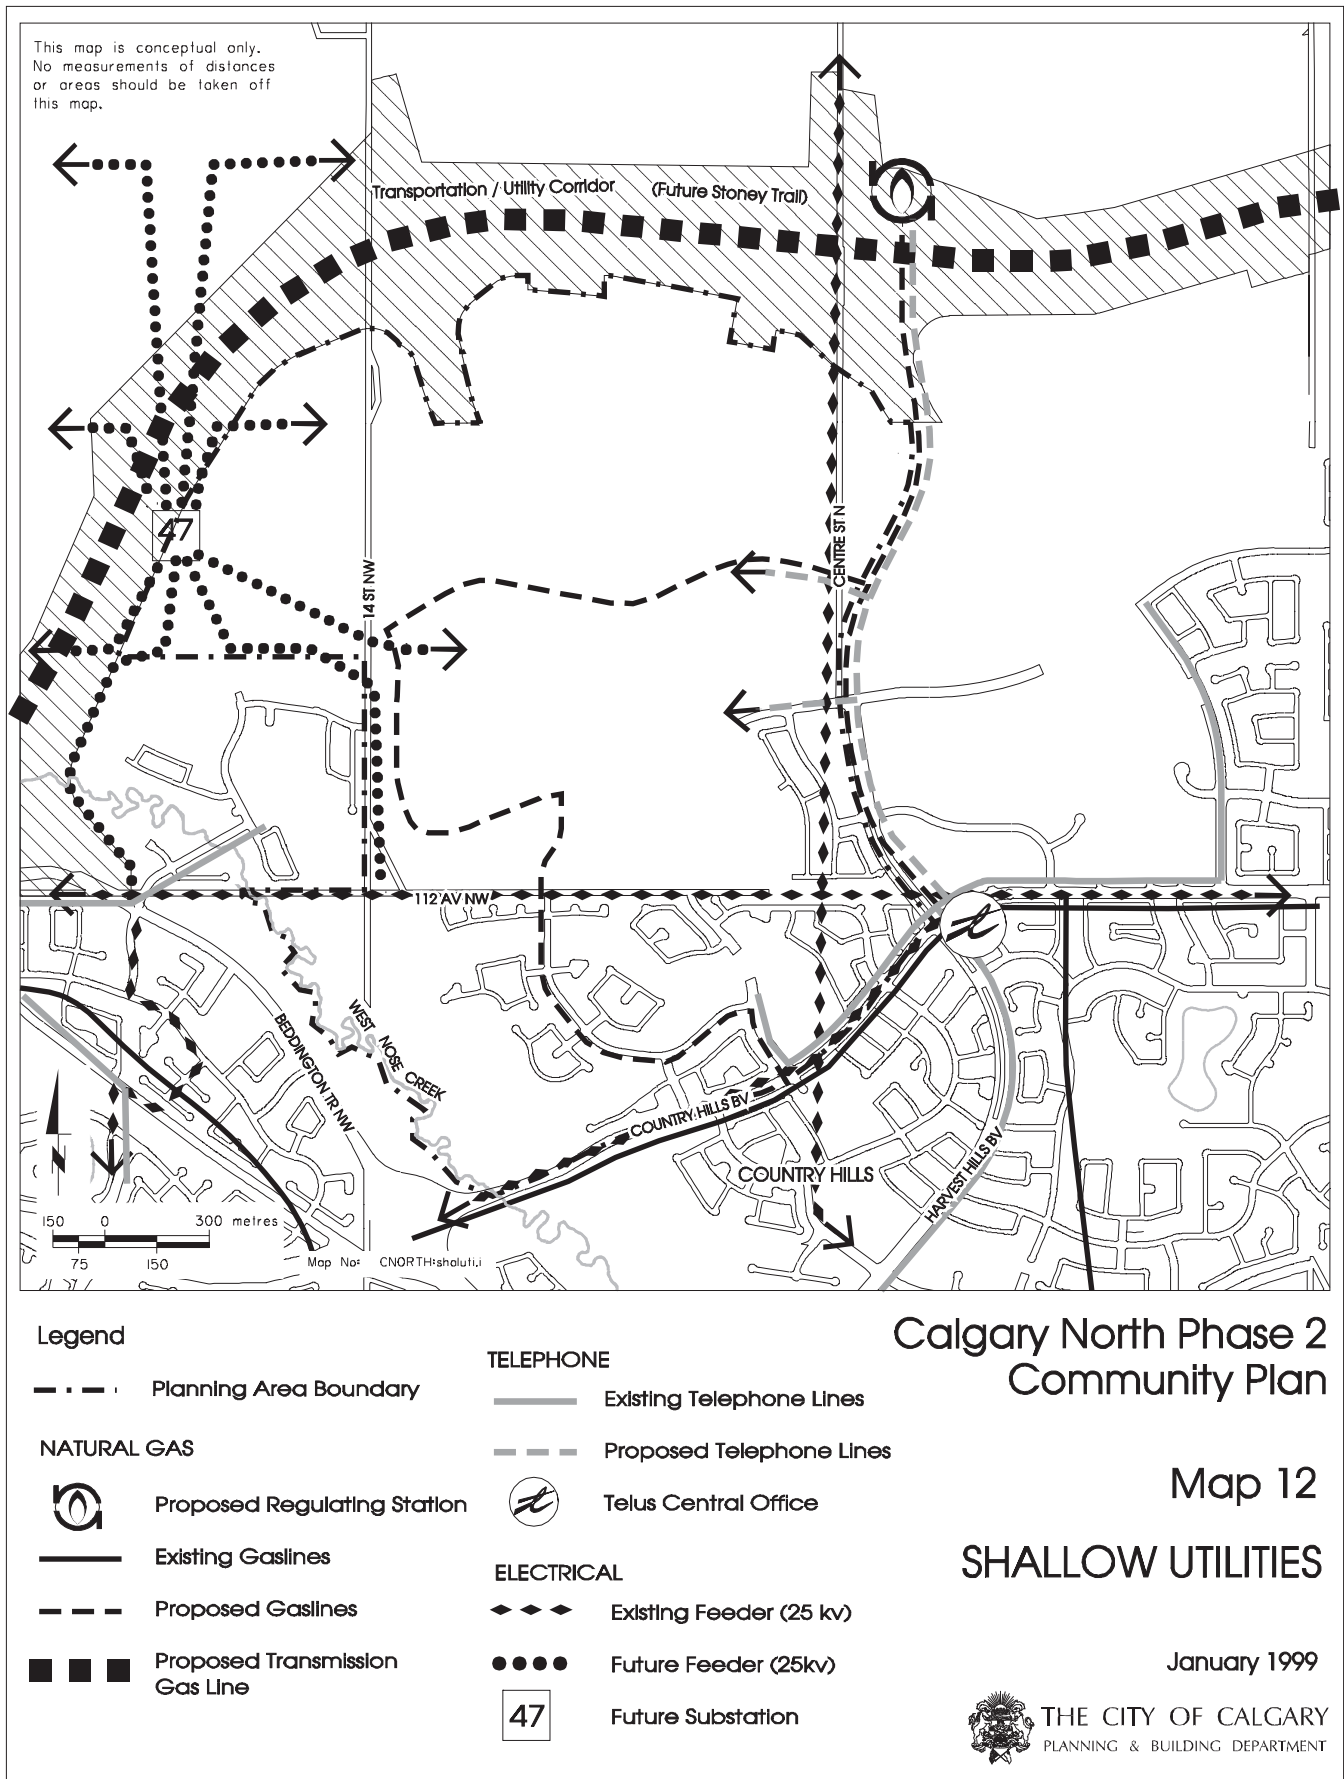 This map is conceptual only.
No measurements of distances
or areas should be taken off
this map.
Transportation / Utility Corridor (Future Stoney Trail)
47
14 ST NW
CENTRE ST N
112 AV NW
BEDDINGTON TR NW
WEST NOSE CREEK
COUNTRY HILLS BV
COUNTRY HILLS
HARVEST HILLS BV
N
150 0 300 metres
75 150
Map No: CNORTH:shaluti.i
Legend
Planning Area Boundary
NATURAL GAS
Proposed Regulating Station
Existing Gaslines
Proposed Gaslines
Proposed Transmission
Gas Line
TELEPHONE
Existing Telephone Lines
Proposed Telephone Lines
Telus Central Office
ELECTRICAL
Existing Feeder (25 kv)
Future Feeder (25kv)
47
Future Substation
Calgary North Phase 2
Community Plan
Map 12
SHALLOW UTILITIES
January 1999
THE CITY OF CALGARY
PLANNING & BUILDING DEPARTMENT